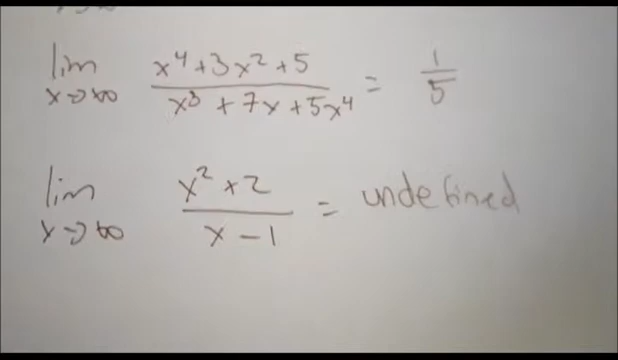 lim x→∞ x⁴+3x²+5 / x³+7x+5x⁴ = 1/5
lim x→∞ x²+2 / x-1 = undefined